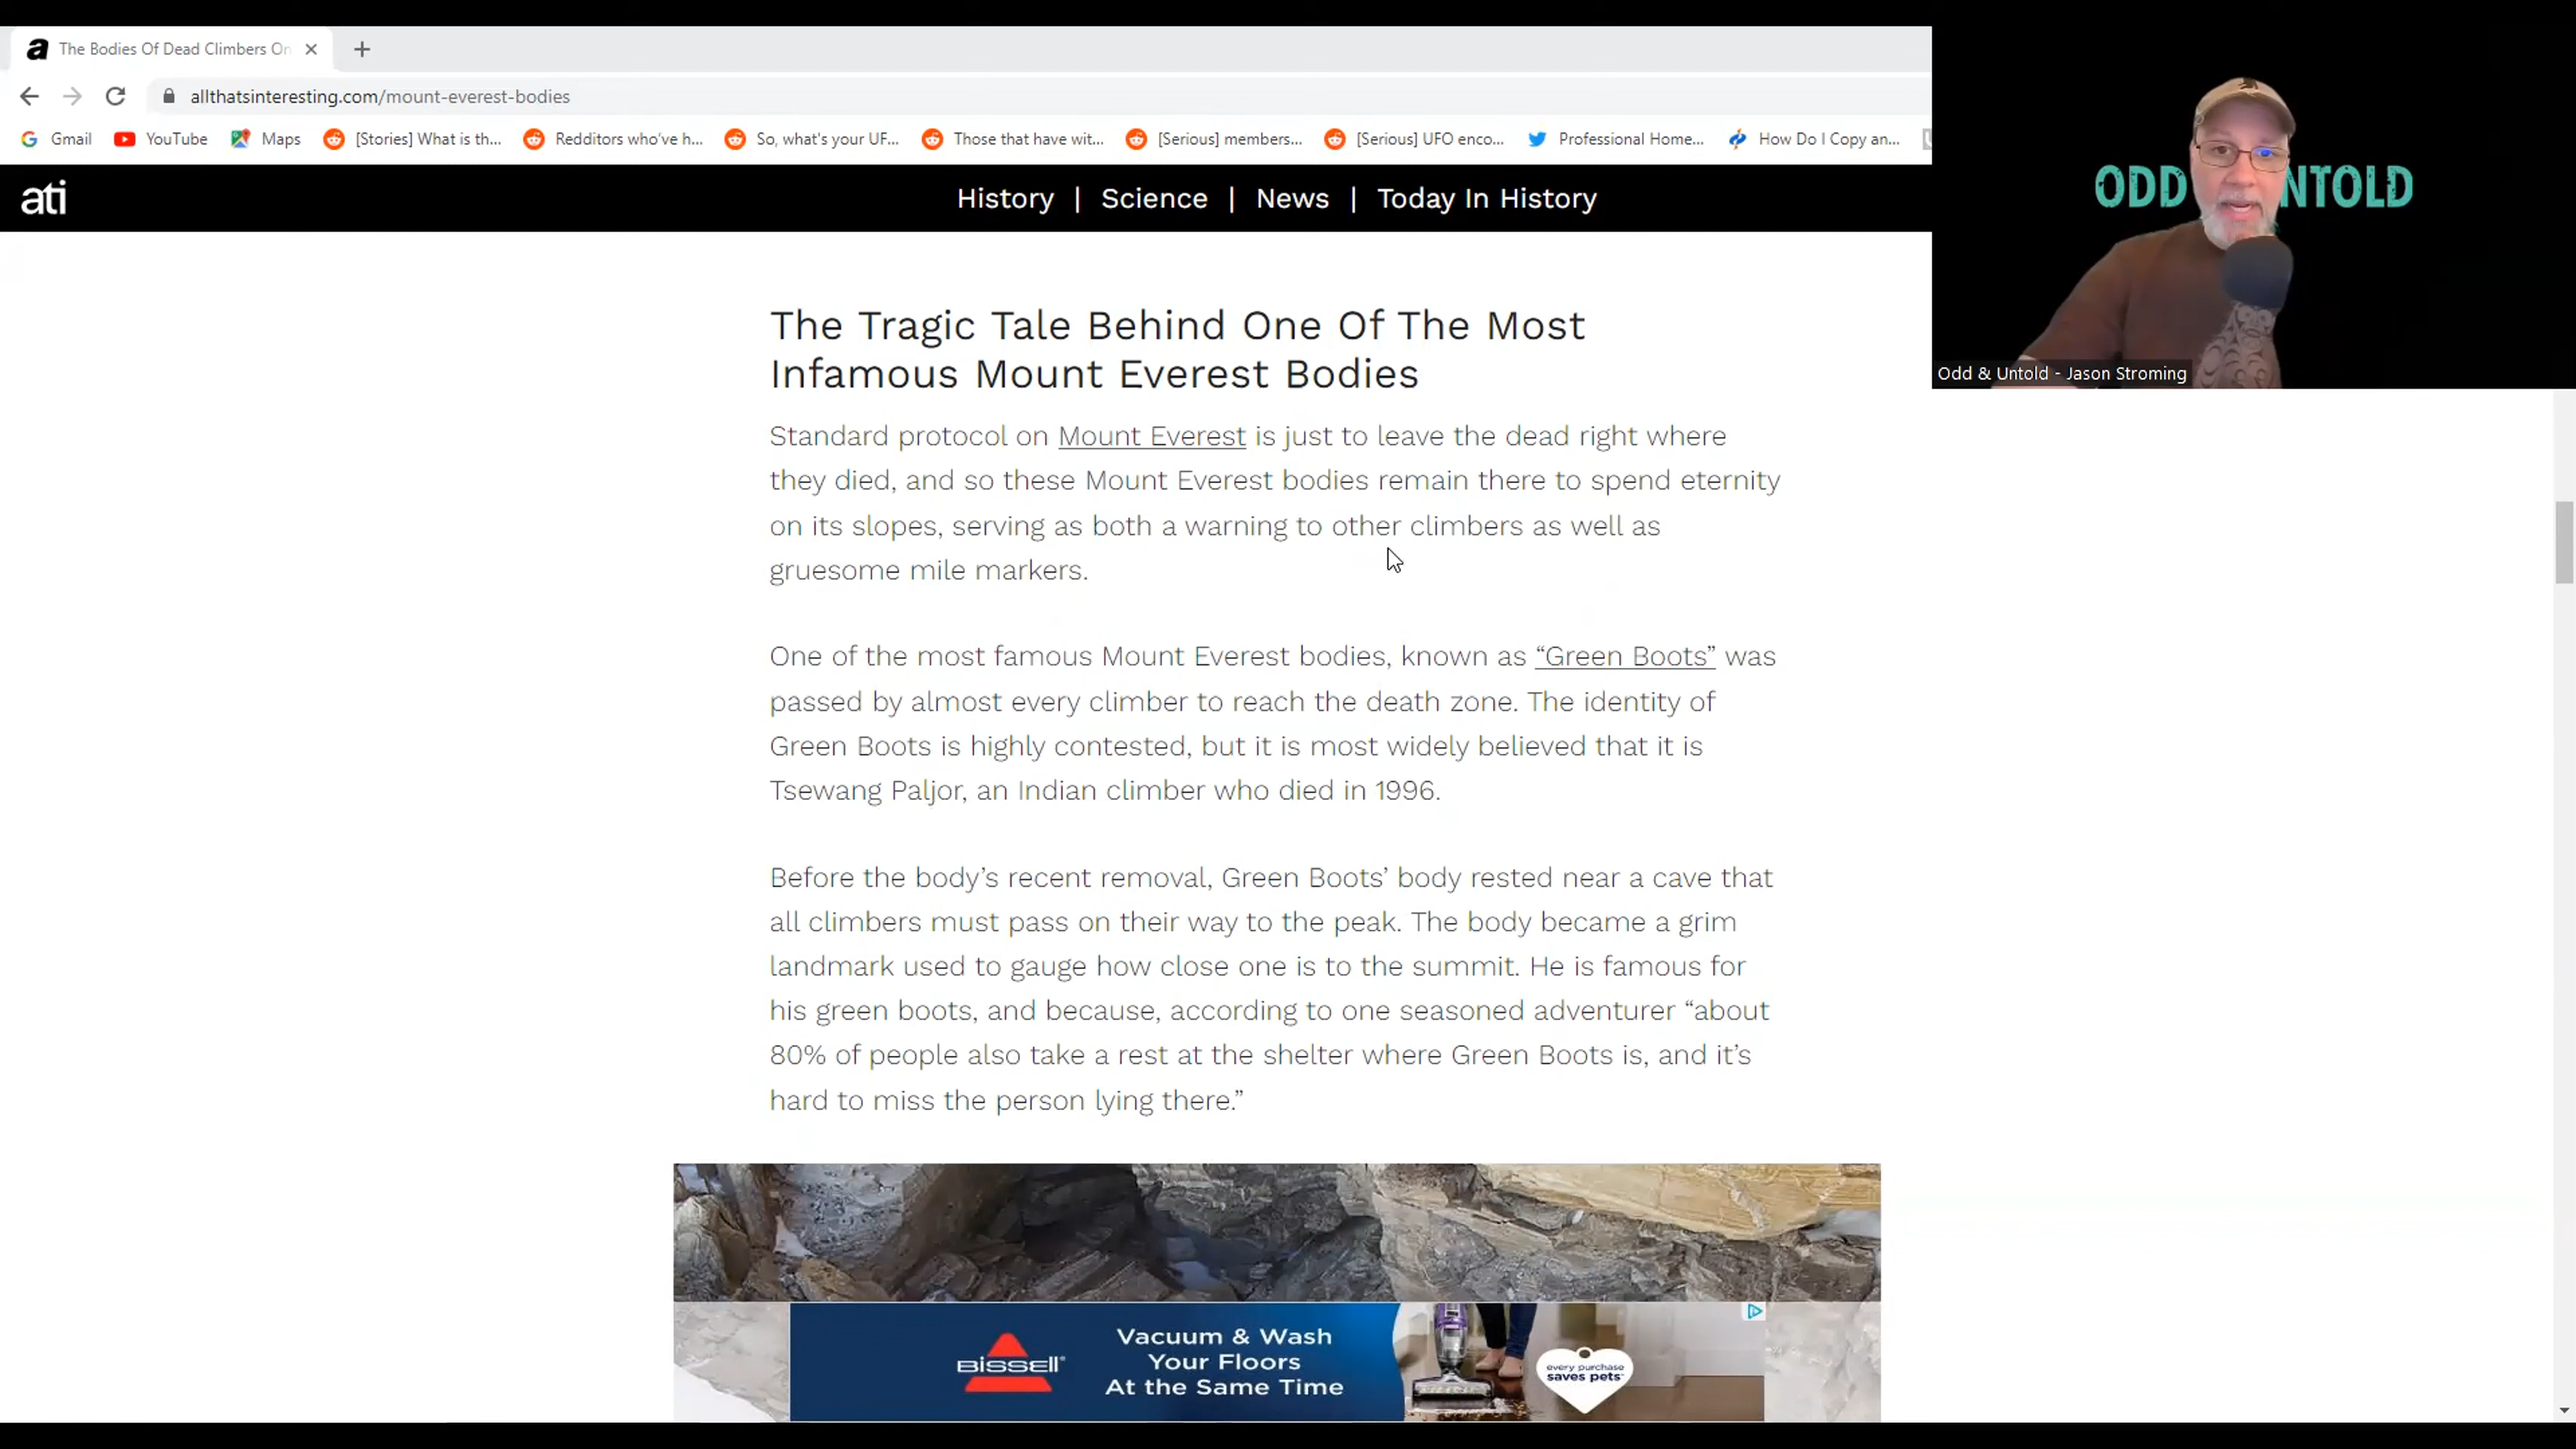 The Bodies Of Dead Climbers On
allthatsinteresting.com/mount-everest-bodies
Gmail YouTube Maps [Stories] What is th... Redditors who've h... So, what's your UF... Those that have wit... [Serious] members... [Serious] UFO enco... Professional Home... How Do I Copy an...
ati History | Science | News | Today In History
ODD NTOLD
Odd & Untold - Jason Stroming
The Tragic Tale Behind One Of The Most
Infamous Mount Everest Bodies
Standard protocol on Mount Everest is just to leave the dead right where
they died, and so these Mount Everest bodies remain there to spend eternity
on its slopes, serving as both a warning to other climbers as well as
gruesome mile markers.
One of the most famous Mount Everest bodies, known as “Green Boots” was
passed by almost every climber to reach the death zone. The identity of
Green Boots is highly contested, but it is most widely believed that it is
Tsewang Paljor, an Indian climber who died in 1996.
Before the body’s recent removal, Green Boots’ body rested near a cave that
all climbers must pass on their way to the peak. The body became a grim
landmark used to gauge how close one is to the summit. He is famous for
his green boots, and because, according to one seasoned adventurer “about
80% of people also take a rest at the shelter where Green Boots is, and it’s
hard to miss the person lying there.”
BISSELL®
Vacuum & Wash
Your Floors
At the Same Time
every purchase
saves pets™